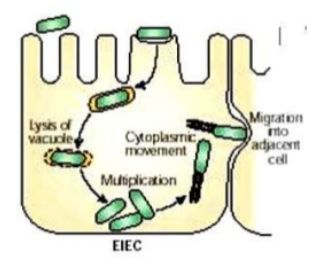 Lysis of
vacuole
Cytoplasmic
movement
Migration
into
adjacent
cell
Multiplication
EIEC